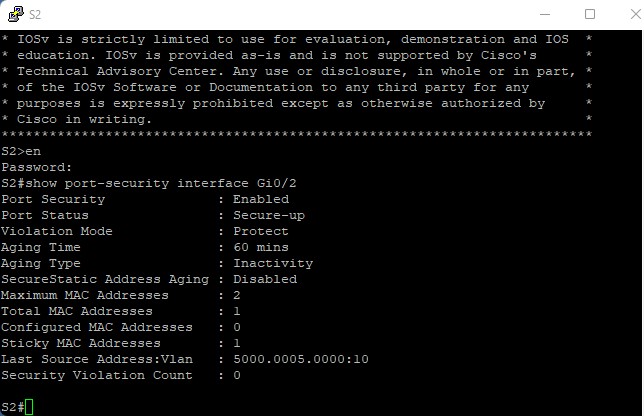 S2
* IOSv is strictly limited to use for evaluation, demonstration and IOS  *
* education. IOSv is provided as-is and is not supported by Cisco's      *
* Technical Advisory Center. Any use or disclosure, in whole or in part, *
* of the IOSv Software or Documentation to any third party for any       *
* purposes is expressly prohibited except as otherwise authorized by     *
* Cisco in writing.                                                      *
**************************************************************************
S2>en
Password:
S2#show port-security interface Gi0/2
Port Security              : Enabled
Port Status                : Secure-up
Violation Mode             : Protect
Aging Time                 : 60 mins
Aging Type                 : Inactivity
SecureStatic Address Aging : Disabled
Maximum MAC Addresses      : 2
Total MAC Addresses        : 1
Configured MAC Addresses   : 0
Sticky MAC Addresses       : 1
Last Source Address:Vlan   : 5000.0005.0000:10
Security Violation Count   : 0
S2#